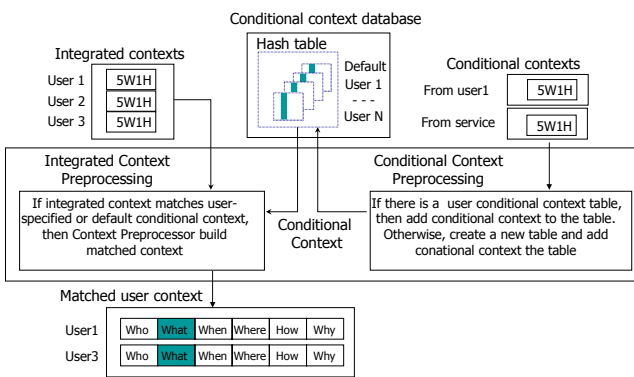 Conditional context database
Integrated contexts
User 1 5W1H
User 2 5W1H
User 3 5W1H
Hash table
Default
User 1
- - -
User N
Conditional contexts
From user1 5W1H
From service 5W1H
Integrated Context
Preprocessing
If integrated context matches user-
specified or default conditional context,
then Context Preprocessor build
matched context
Conditional
Context
Conditional Context
Preprocessing
If there is a user conditional context table,
then add conditional context to the table.
Otherwise, create a new table and add
conational context the table
Matched user context
User1 Who What When Where How Why
User3 Who What When Where How Why